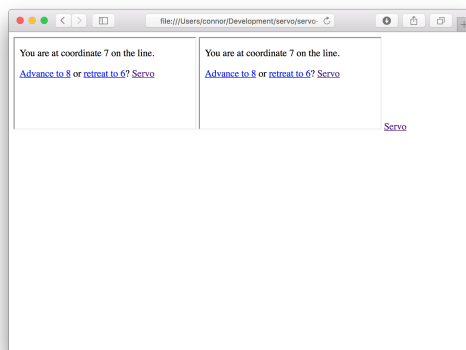 file:///Users/connor/Development/servo/servo-
You are at coordinate 7 on the line.
Advance to 8 or retreat to 6? Servo
You are at coordinate 7 on the line.
Advance to 8 or retreat to 6? Servo
Servo